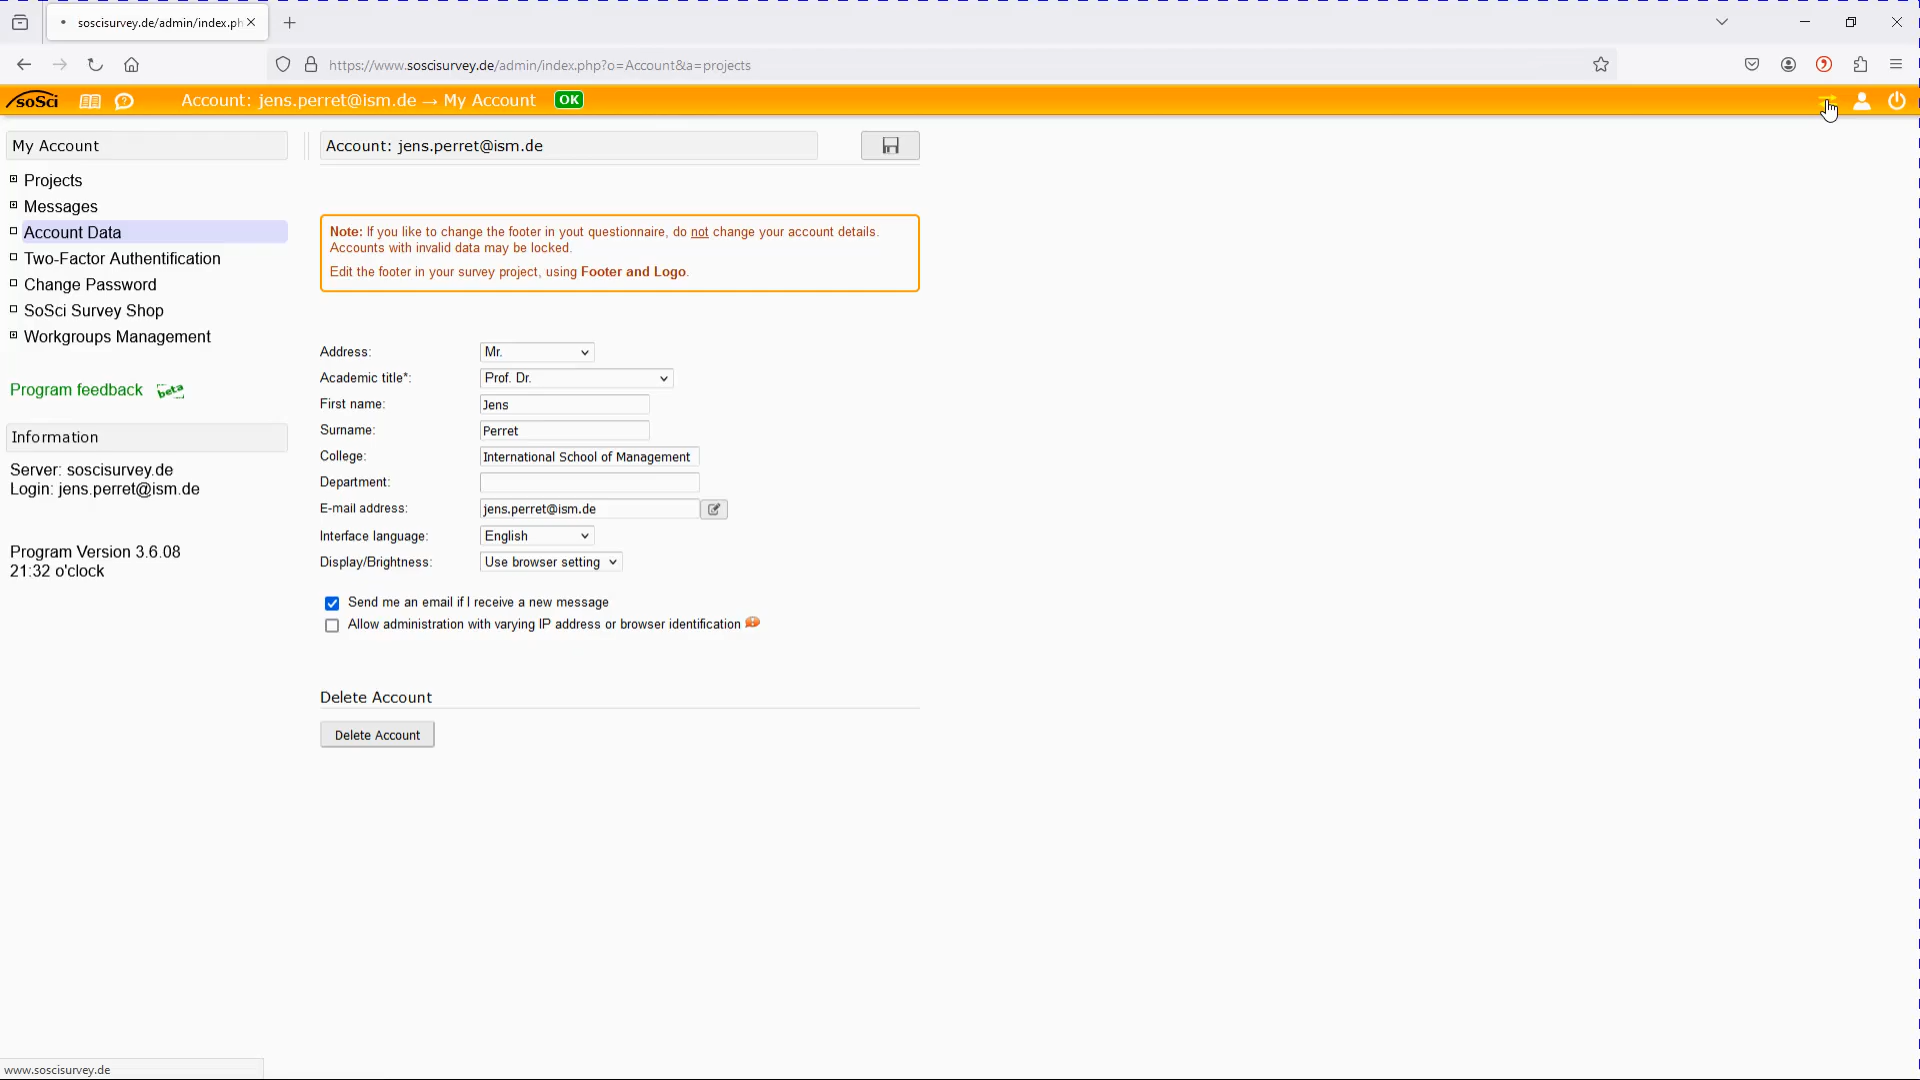 soscisurvey.de/admin/index.ph
https://www.soscisurvey.de/admin/index.php?o=Account&a=projects
soSci
Account: jens.perret@ism.de → My Account OK
My Account
Projects
Messages
Account Data
Two-Factor Authentification
Change Password
SoSci Survey Shop
Workgroups Management
Program feedback beta
Information
Server: soscisurvey.de
Login: jens.perret@ism.de
Program Version 3.6.08
21:32 o'clock
Account: jens.perret@ism.de
Note: If you like to change the footer in yout questionnaire, do not change your account details.
Accounts with invalid data may be locked.
Edit the footer in your survey project, using Footer and Logo.
Address: Mr.
Academic title*: Prof. Dr.
First name: Jens
Surname: Perret
College: International School of Management
Department:
E-mail address: jens.perret@ism.de
Interface language: English
Display/Brightness: Use browser setting
Send me an email if I receive a new message
Allow administration with varying IP address or browser identification
Delete Account
Delete Account
www.soscisurvey.de